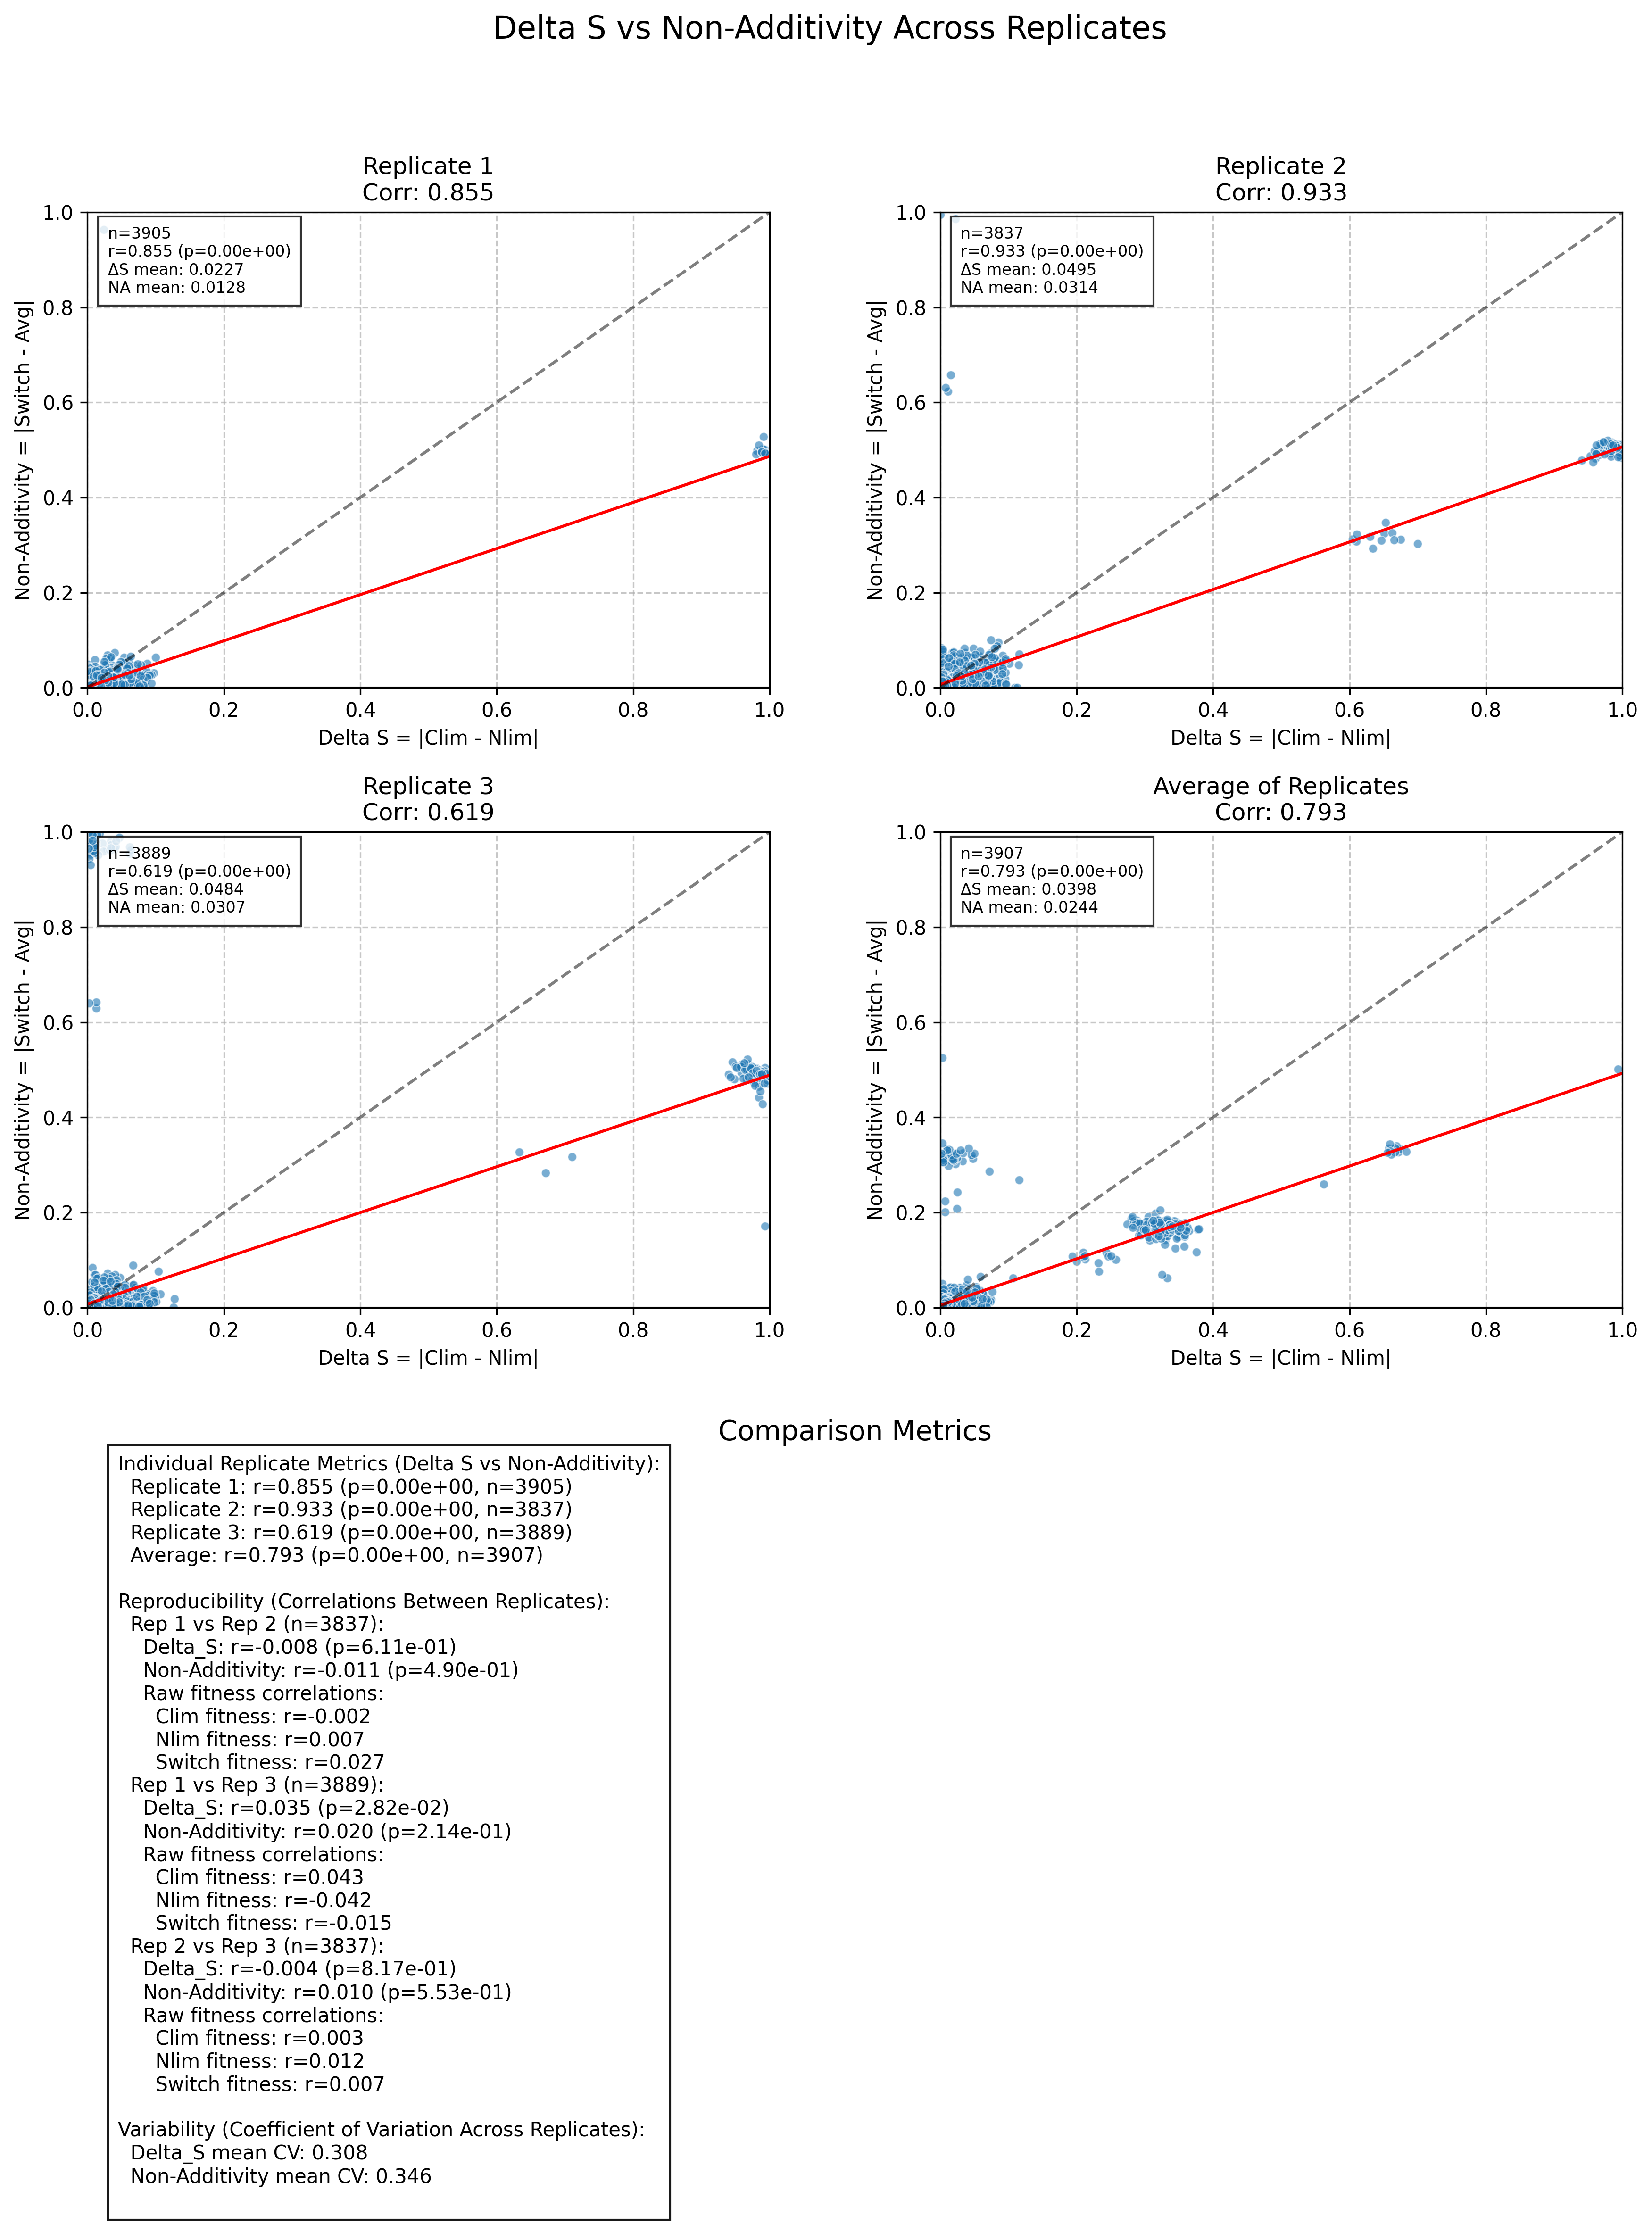 Delta S vs Non-Additivity Across Replicates
Replicate 1
Corr: 0.855
n=3905
r=0.855 (p=0.00e+00)
ΔS mean: 0.0227
NA mean: 0.0128
Non-Additivity = |Switch - Avg|
1.0
0.8
0.6
0.4
0.2
0.0
0.0 0.2 0.4 0.6 0.8 1.0
Delta S = |Clim - Nlim|
Replicate 2
Corr: 0.933
n=3837
r=0.933 (p=0.00e+00)
ΔS mean: 0.0495
NA mean: 0.0314
Non-Additivity = |Switch - Avg|
1.0
0.8
0.6
0.4
0.2
0.0
0.0 0.2 0.4 0.6 0.8 1.0
Delta S = |Clim - Nlim|
Replicate 3
Corr: 0.619
n=3889
r=0.619 (p=0.00e+00)
ΔS mean: 0.0484
NA mean: 0.0307
Non-Additivity = |Switch - Avg|
1.0
0.8
0.6
0.4
0.2
0.0
0.0 0.2 0.4 0.6 0.8 1.0
Delta S = |Clim - Nlim|
Average of Replicates
Corr: 0.793
n=3907
r=0.793 (p=0.00e+00)
ΔS mean: 0.0398
NA mean: 0.0244
Non-Additivity = |Switch - Avg|
1.0
0.8
0.6
0.4
0.2
0.0
0.0 0.2 0.4 0.6 0.8 1.0
Delta S = |Clim - Nlim|
Comparison Metrics
Individual Replicate Metrics (Delta S vs Non-Additivity):
Replicate 1: r=0.855 (p=0.00e+00, n=3905)
Replicate 2: r=0.933 (p=0.00e+00, n=3837)
Replicate 3: r=0.619 (p=0.00e+00, n=3889)
Average: r=0.793 (p=0.00e+00, n=3907)
Reproducibility (Correlations Between Replicates):
Rep 1 vs Rep 2 (n=3837):
Delta_S: r=-0.008 (p=6.11e-01)
Non-Additivity: r=-0.011 (p=4.90e-01)
Raw fitness correlations:
Clim fitness: r=-0.002
Nlim fitness: r=0.007
Switch fitness: r=0.027
Rep 1 vs Rep 3 (n=3889):
Delta_S: r=0.035 (p=2.82e-02)
Non-Additivity: r=0.020 (p=2.14e-01)
Raw fitness correlations:
Clim fitness: r=0.043
Nlim fitness: r=-0.042
Switch fitness: r=-0.015
Rep 2 vs Rep 3 (n=3837):
Delta_S: r=-0.004 (p=8.17e-01)
Non-Additivity: r=0.010 (p=5.53e-01)
Raw fitness correlations:
Clim fitness: r=0.003
Nlim fitness: r=0.012
Switch fitness: r=0.007
Variability (Coefficient of Variation Across Replicates):
Delta_S mean CV: 0.308
Non-Additivity mean CV: 0.346